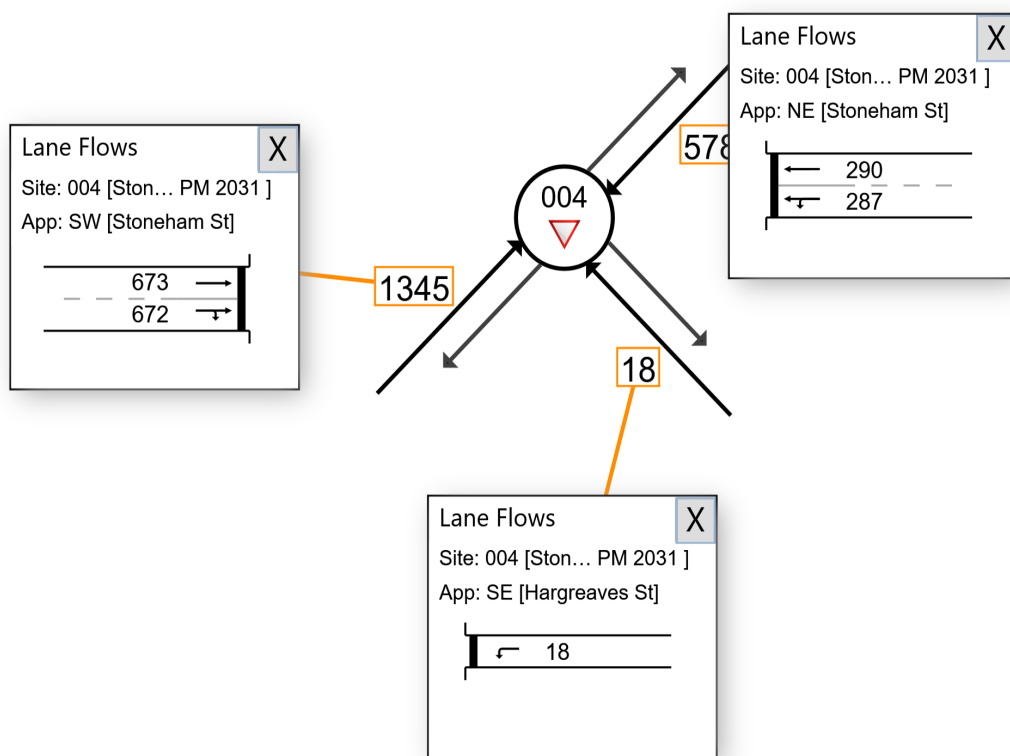 Lane Flows X
Site: 004 [Ston... PM 2031 ]
App: NE [Stoneham St]
290
287
578
004
Lane Flows X
Site: 004 [Ston... PM 2031 ]
App: SW [Stoneham St]
673
672
1345
18
Lane Flows X
Site: 004 [Ston... PM 2031 ]
App: SE [Hargreaves St]
18